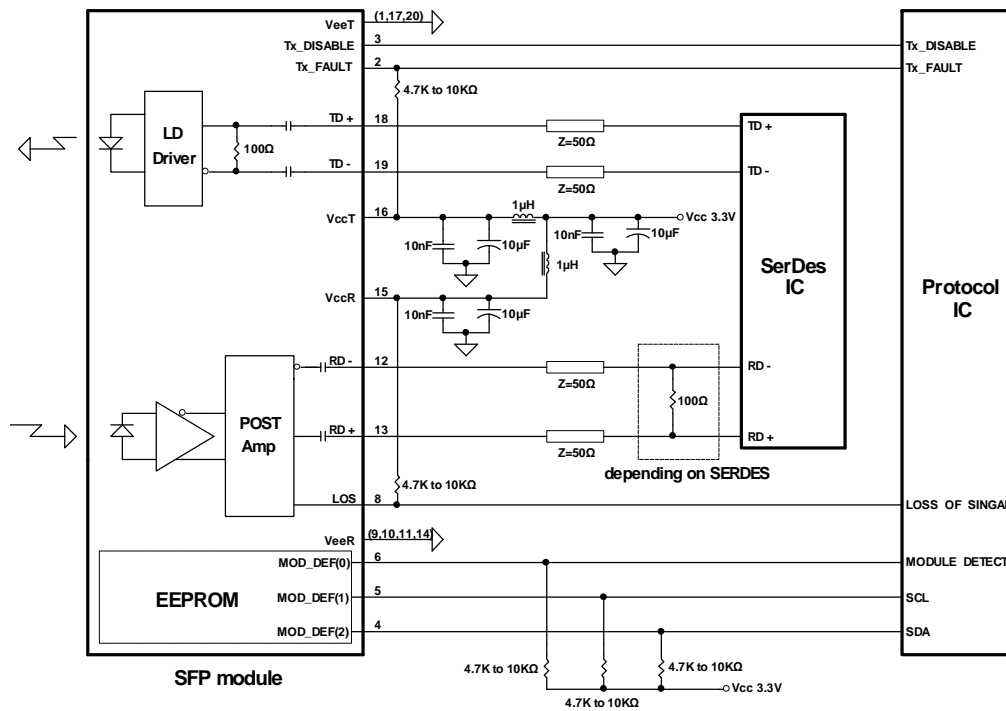 VeeT (1,17,20)
Tx_DISABLE 3 Tx_DISABLE
Tx_FAULT 2 Tx_FAULT
4.7K to 10KΩ
LD Driver
100Ω
TD + 18 TD +
Z=50Ω
TD - 19 TD -
Z=50Ω
1µH
VccT 16 Vcc 3.3V
10nF 10µF 10nF 10µF
1µH
SerDes IC
Protocol IC
VccR 15
10nF 10µF
RD - 12 RD -
Z=50Ω
100Ω
POST Amp
RD + 13 RD +
Z=50Ω
depending on SERDES
4.7K to 10KΩ
LOS 8 LOSS OF SINGAL
VeeR (9,10,11,14)
MOD_DEF(0) 6 MODULE DETECT
EEPROM
MOD_DEF(1) 5 SCL
MOD_DEF(2) 4 SDA
4.7K to 10KΩ 4.7K to 10KΩ
SFP module
4.7K to 10KΩ
Vcc 3.3V